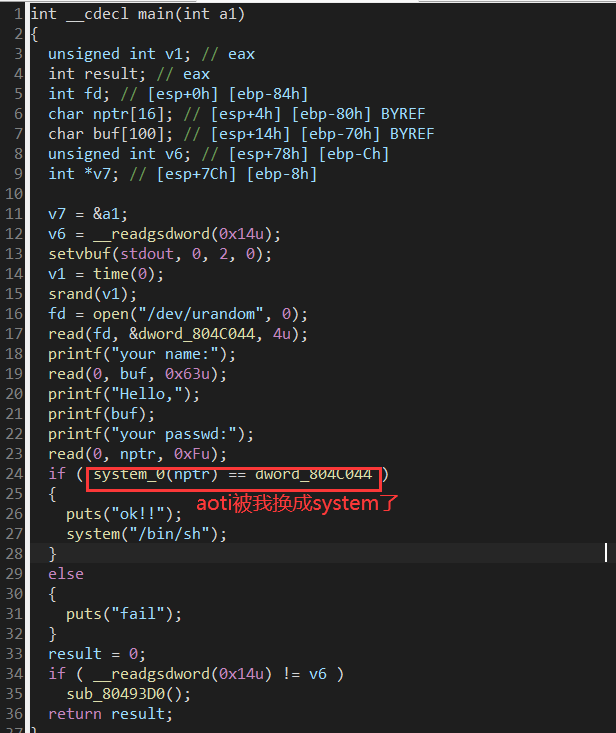 1 int __cdecl main(int a1)
2 {
3 unsigned int v1; // eax
4 int result; // eax
5 int fd; // [esp+0h] [ebp-84h]
6 char nptr[16]; // [esp+4h] [ebp-80h] BYREF
7 char buf[100]; // [esp+14h] [ebp-70h] BYREF
8 unsigned int v6; // [esp+78h] [ebp-Ch]
9 int *v7; // [esp+7Ch] [ebp-8h]
10
11 v7 = &a1;
12 v6 = __readgsdword(0x14u);
13 setvbuf(stdout, 0, 2, 0);
14 v1 = time(0);
15 srand(v1);
16 fd = open("/dev/urandom", 0);
17 read(fd, &dword_804C044, 4u);
18 printf("your name:");
19 read(0, buf, 0x63u);
20 printf("Hello,");
21 printf(buf);
22 printf("your passwd:");
23 read(0, nptr, 0xFu);
24 if ( system_0(nptr) == dword_804C044 )
25 {
aoti被我换成system了
26 puts("ok!!");
27 system("/bin/sh");
28 }
29 else
30 {
31 puts("fail");
32 }
33 result = 0;
34 if ( __readgsdword(0x14u) != v6 )
35 sub_80493D0();
36 return result;
37 }